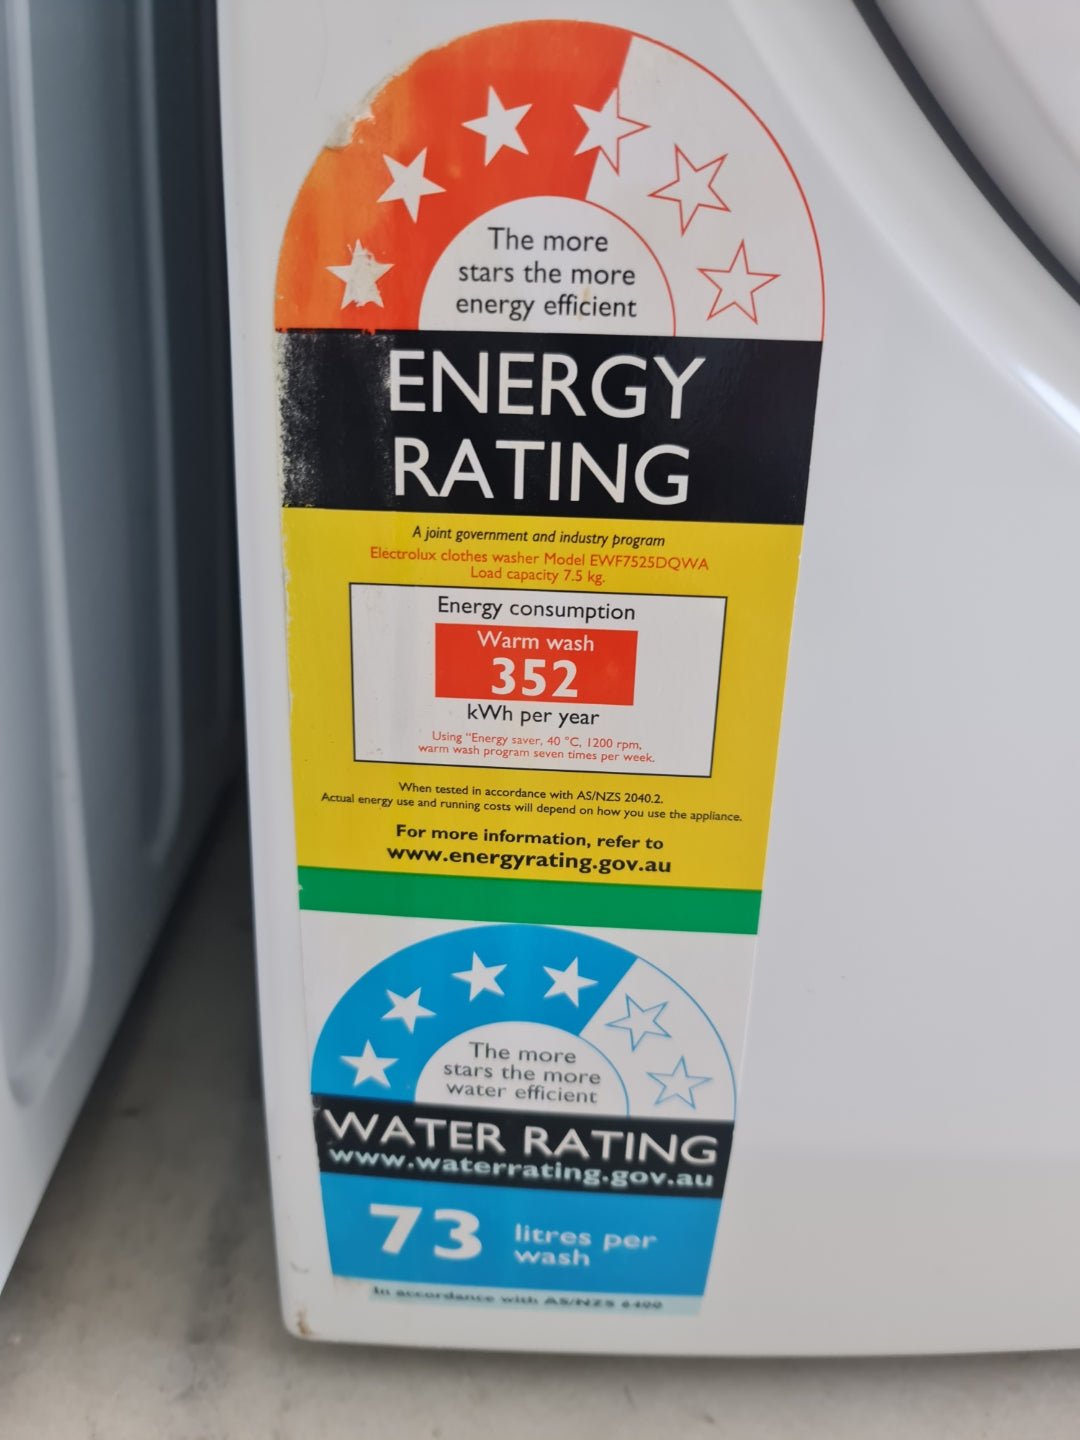 The more
stars the more
energy efficient
ENERGY
RATING
A joint government and industry program
Electrolux clothes washer Model EWF7525DQWA
Load capacity 7.5 kg.
Energy consumption
Warm wash
352
kWh per year
Using "Energy saver, 40 °C, 1200 rpm,
warm wash program seven times per week.
When tested in accordance with AS/NZS 2040.2.
Actual energy use and running costs will depend on how you use the appliance.
For more information, refer to
www.energyrating.gov.au
The more
stars the more
water efficient
WATER RATING
www.waterrating.gov.au
73 litres per
wash
In accordance with AS/NZS 6400